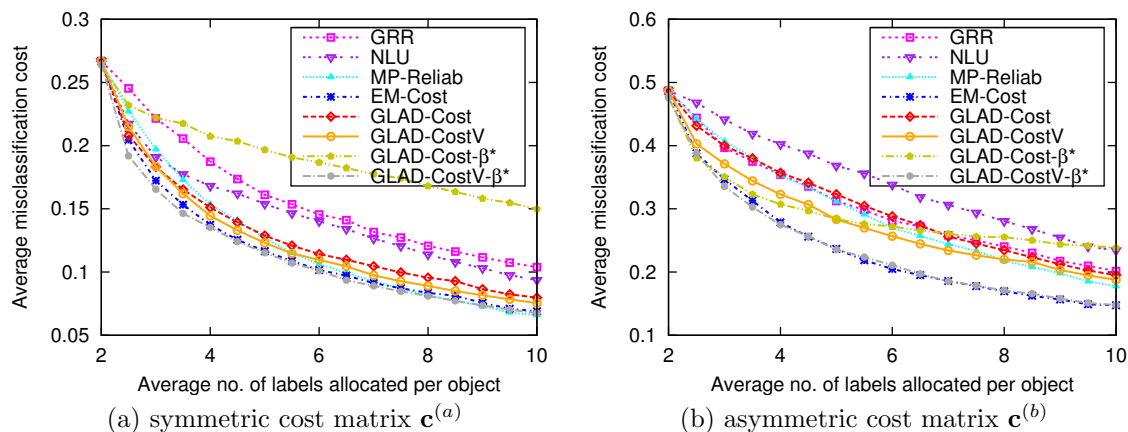 Average misclassification cost
0.3
0.25
0.2
0.15
0.1
0.05
GRR
NLU
MP-Reliab
EM-Cost
GLAD-Cost
GLAD-CostV
GLAD-Cost-β*
GLAD-CostV-β*
2 4 6 8 10
Average no. of labels allocated per object
(a) symmetric cost matrix c^(a)
Average misclassification cost
0.6
0.5
0.4
0.3
0.2
0.1
GRR
NLU
MP-Reliab
EM-Cost
GLAD-Cost
GLAD-CostV
GLAD-Cost-β*
GLAD-CostV-β*
2 4 6 8 10
Average no. of labels allocated per object
(b) asymmetric cost matrix c^(b)